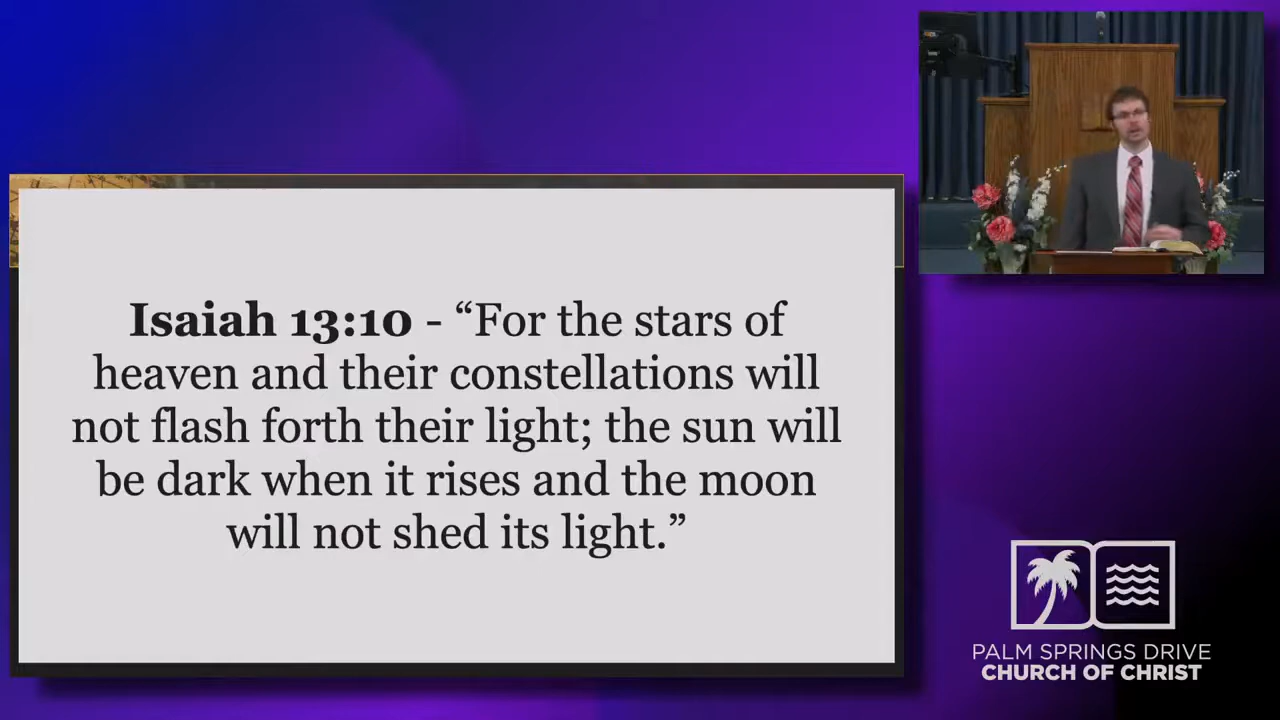 Isaiah 13:10 - “For the stars of
heaven and their constellations will
not flash forth their light; the sun will
be dark when it rises and the moon
will not shed its light.”
PALM SPRINGS DRIVE
CHURCH OF CHRIST